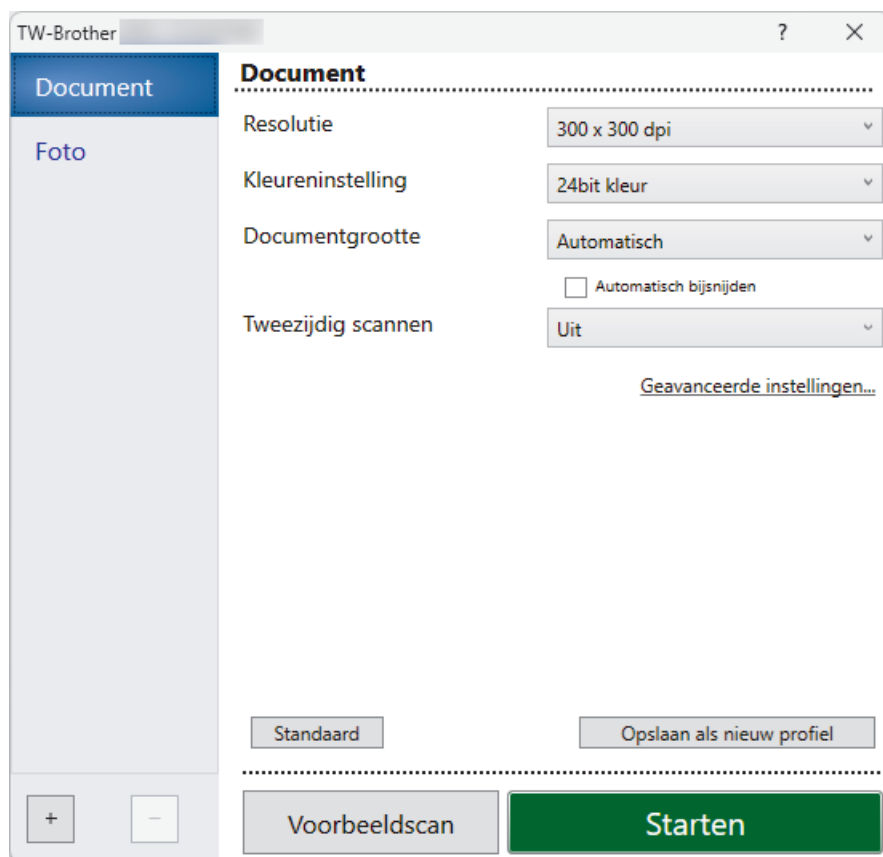 TW-Brother
?
Document
Foto
Document
Resolutie
300 x 300 dpi
Kleureninstelling
24bit kleur
Documentgrootte
Automatisch
Automatisch bijsnijden
Tweezijdig scannen
Uit
Geavanceerde instellingen...
Standaard
Opslaan als nieuw profiel
+
−
Voorbeeldscan
Starten